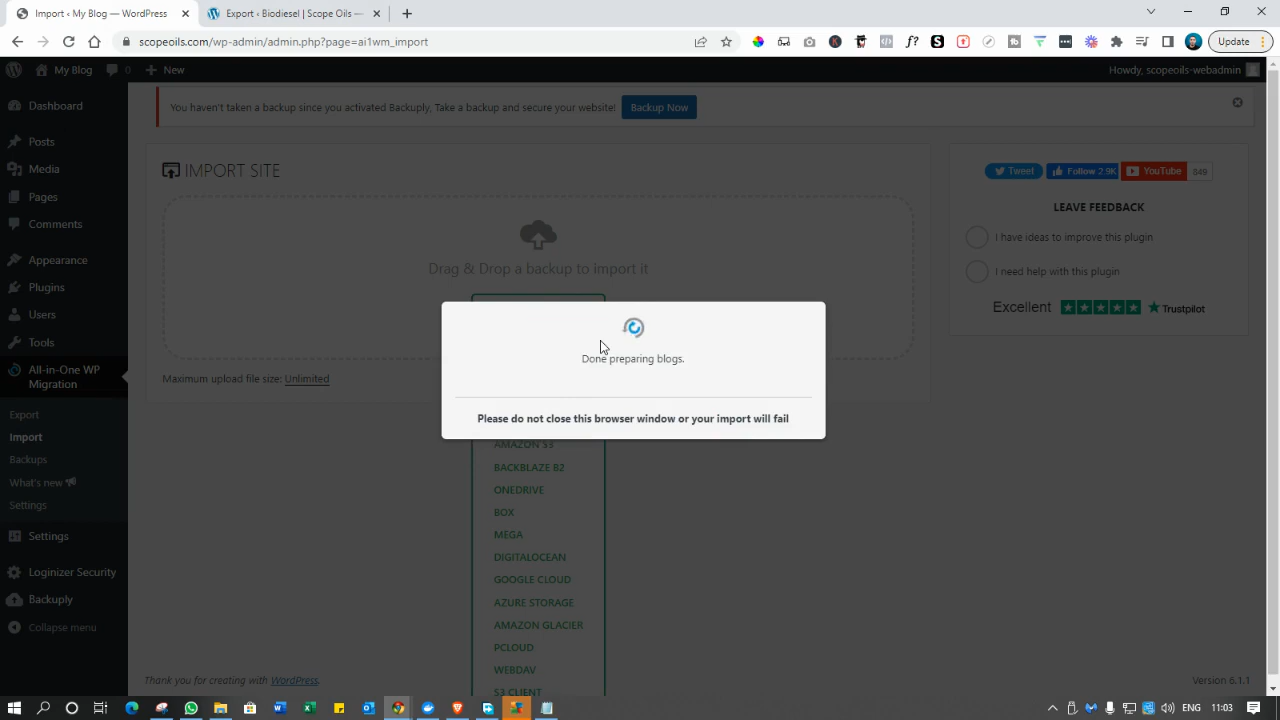 Import ‹ My Blog — WordPress
Export ‹ Biodiesel | Scope Oils —
scopeoils.com/wp-admin/admin.php?page=ai1wm_import
Update
My Blog
0
New
Howdy, scopeoils-webadmin
Dashboard
Posts
Media
Pages
Comments
Appearance
Plugins
Users
Tools
All-in-One WP
Migration
Export
Import
Backups
What's new
Settings
Settings
Loginizer Security
Backuply
Collapse menu
You haven't taken a backup since you activated Backuply, Take a backup and secure your website!
Backup Now
IMPORT SITE
Drag & Drop a backup to import it
Maximum upload file size: Unlimited
Done preparing blogs.
Please do not close this browser window or your import will fail
AMAZON S3
BACKBLAZE B2
ONEDRIVE
BOX
MEGA
DIGITALOCEAN
GOOGLE CLOUD
AZURE STORAGE
AMAZON GLACIER
PCLOUD
WEBDAV
S3 CLIENT
Tweet
Follow 2.9K
YouTube
849
LEAVE FEEDBACK
I have ideas to improve this plugin
I need help with this plugin
Excellent
Trustpilot
Thank you for creating with WordPress.
Version 6.1.1
ENG
11:03